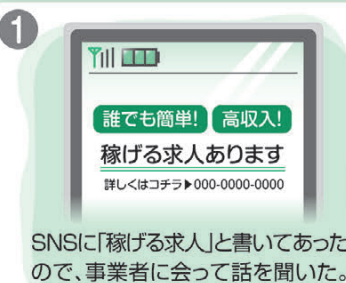 1
誰でも簡単! 高収入!
稼げる求人あります
詳しくはコチラ▶000-0000-0000
SNSに「稼げる求人」と書いてあった
ので、事業者に会って話を聞いた。